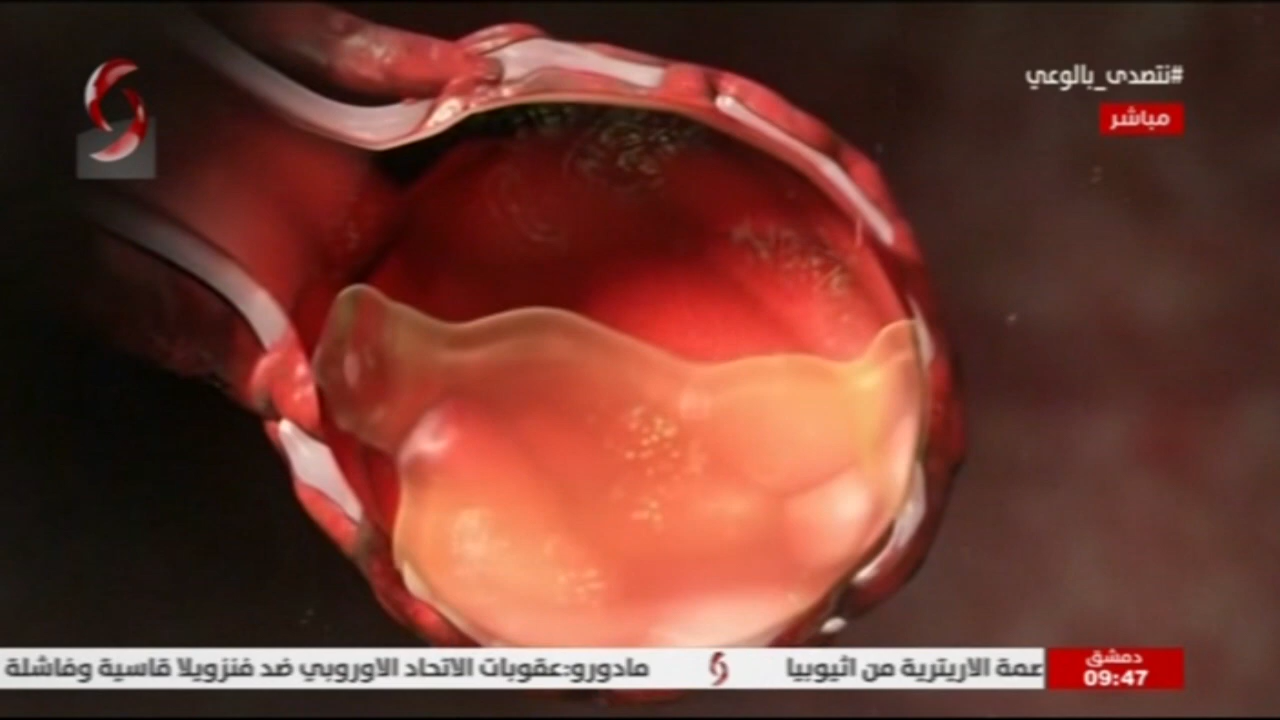 #نتصدى_بالوعي
مباشر
دمشق
09:47
عمة الاريترية من اثيوبيا
مادورو:عقوبات الاتحاد الاوروبي ضد فنزويلا قاسية وفاشلة